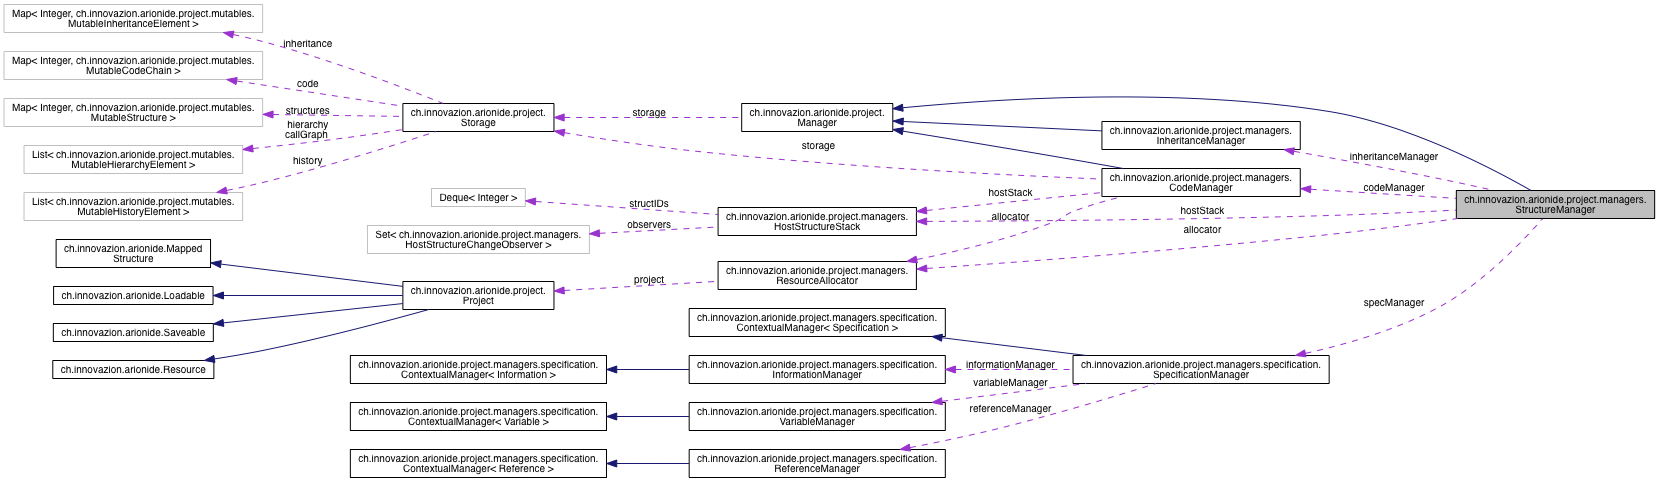 Map< Integer, ch.innovazion.arionide.project.mutables.
MutableInheritanceElement >
inheritance
Map< Integer, ch.innovazion.arionide.project.mutables.
MutableCodeChain >
code
Map< Integer, ch.innovazion.arionide.project.mutables.
MutableStructure >
structures
hierarchy
callGraph
List< ch.innovazion.arionide.project.mutables.
MutableHierarchyElement >
history
List< ch.innovazion.arionide.project.mutables.
MutableHistoryElement >
ch.innovazion.arionide.project.
Storage
storage
ch.innovazion.arionide.project.
Manager
storage
ch.innovazion.arionide.project.managers.
InheritanceManager
inheritanceManager
ch.innovazion.arionide.project.managers.
CodeManager
codeManager
ch.innovazion.arionide.project.managers.
StructureManager
Deque< Integer >
structIDs
Set< ch.innovazion.arionide.project.managers.
HostStructureChangeObserver >
observers
ch.innovazion.arionide.project.managers.
HostStructureStack
hostStack
allocator
hostStack
allocator
ch.innovazion.arionide.Mapped
Structure
ch.innovazion.arionide.Loadable
ch.innovazion.arionide.Saveable
ch.innovazion.arionide.Resource
ch.innovazion.arionide.project.
Project
project
ch.innovazion.arionide.project.managers.
ResourceAllocator
specManager
ch.innovazion.arionide.project.managers.specification.
ContextualManager< Specification >
ch.innovazion.arionide.project.managers.specification.
ContextualManager< Information >
ch.innovazion.arionide.project.managers.specification.
InformationManager
informationManager
ch.innovazion.arionide.project.managers.specification.
SpecificationManager
variableManager
ch.innovazion.arionide.project.managers.specification.
ContextualManager< Variable >
ch.innovazion.arionide.project.managers.specification.
VariableManager
referenceManager
ch.innovazion.arionide.project.managers.specification.
ContextualManager< Reference >
ch.innovazion.arionide.project.managers.specification.
ReferenceManager